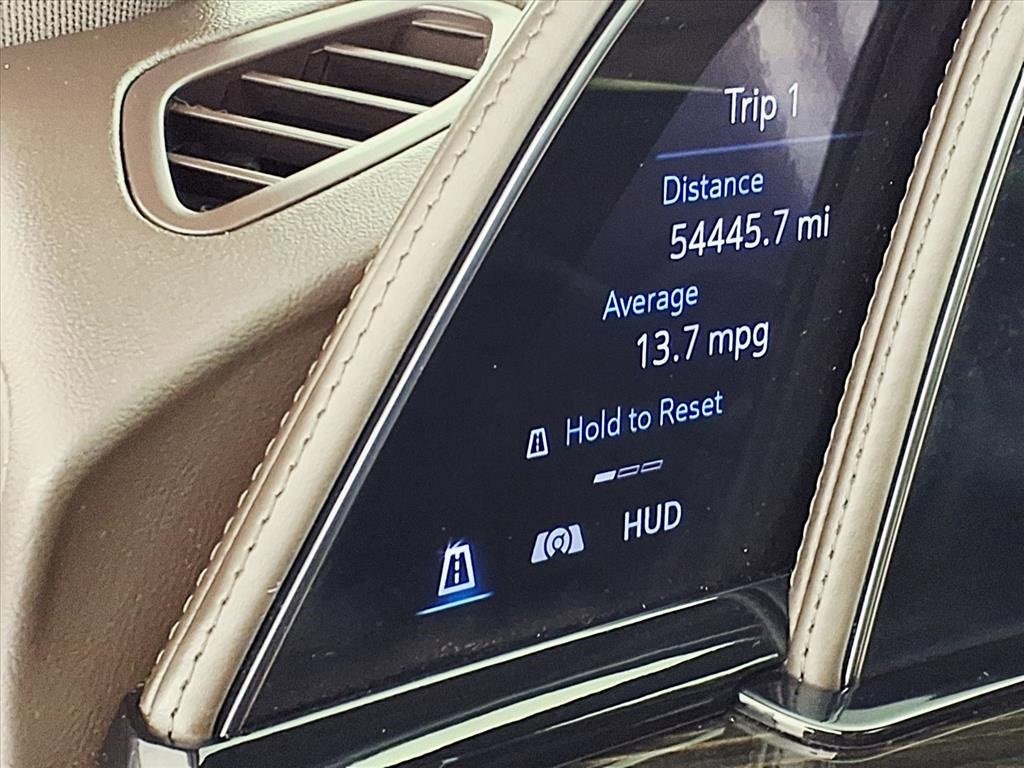 Trip 1
Distance
54445.7 mi
Average
13.7 mpg
Hold to Reset
HUD